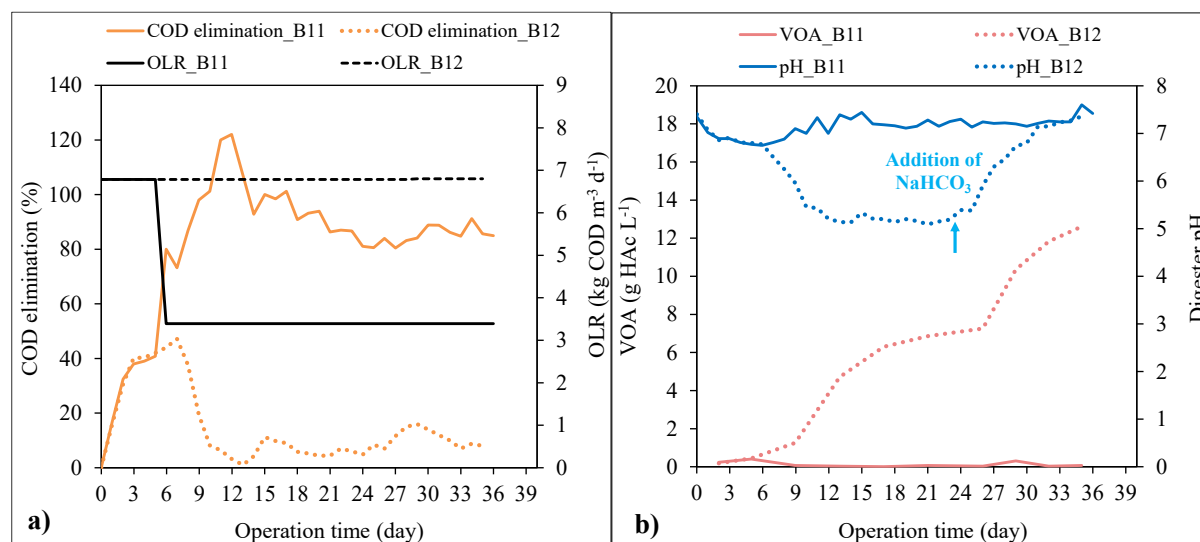 COD elimination_B11
COD elimination_B12
OLR_B11
OLR_B12
COD elimination (%)
140
120
100
80
60
40
20
0
9
8
7
6
5
4
3
2
1
0
OLR (kg COD m⁻³ d⁻¹)
0 3 6 9 12 15 18 21 24 27 30 33 36 39
a)
Operation time (day)
VOA_B11
VOA_B12
pH_B11
pH_B12
VOA (g HAc L⁻¹)
20
18
16
14
12
10
8
6
4
2
0
Addition of
NaHCO₃
8
7
6
5
4
3
2
1
0
Digester pH
0 3 6 9 12 15 18 21 24 27 30 33 36 39
b)
Operation time (day)